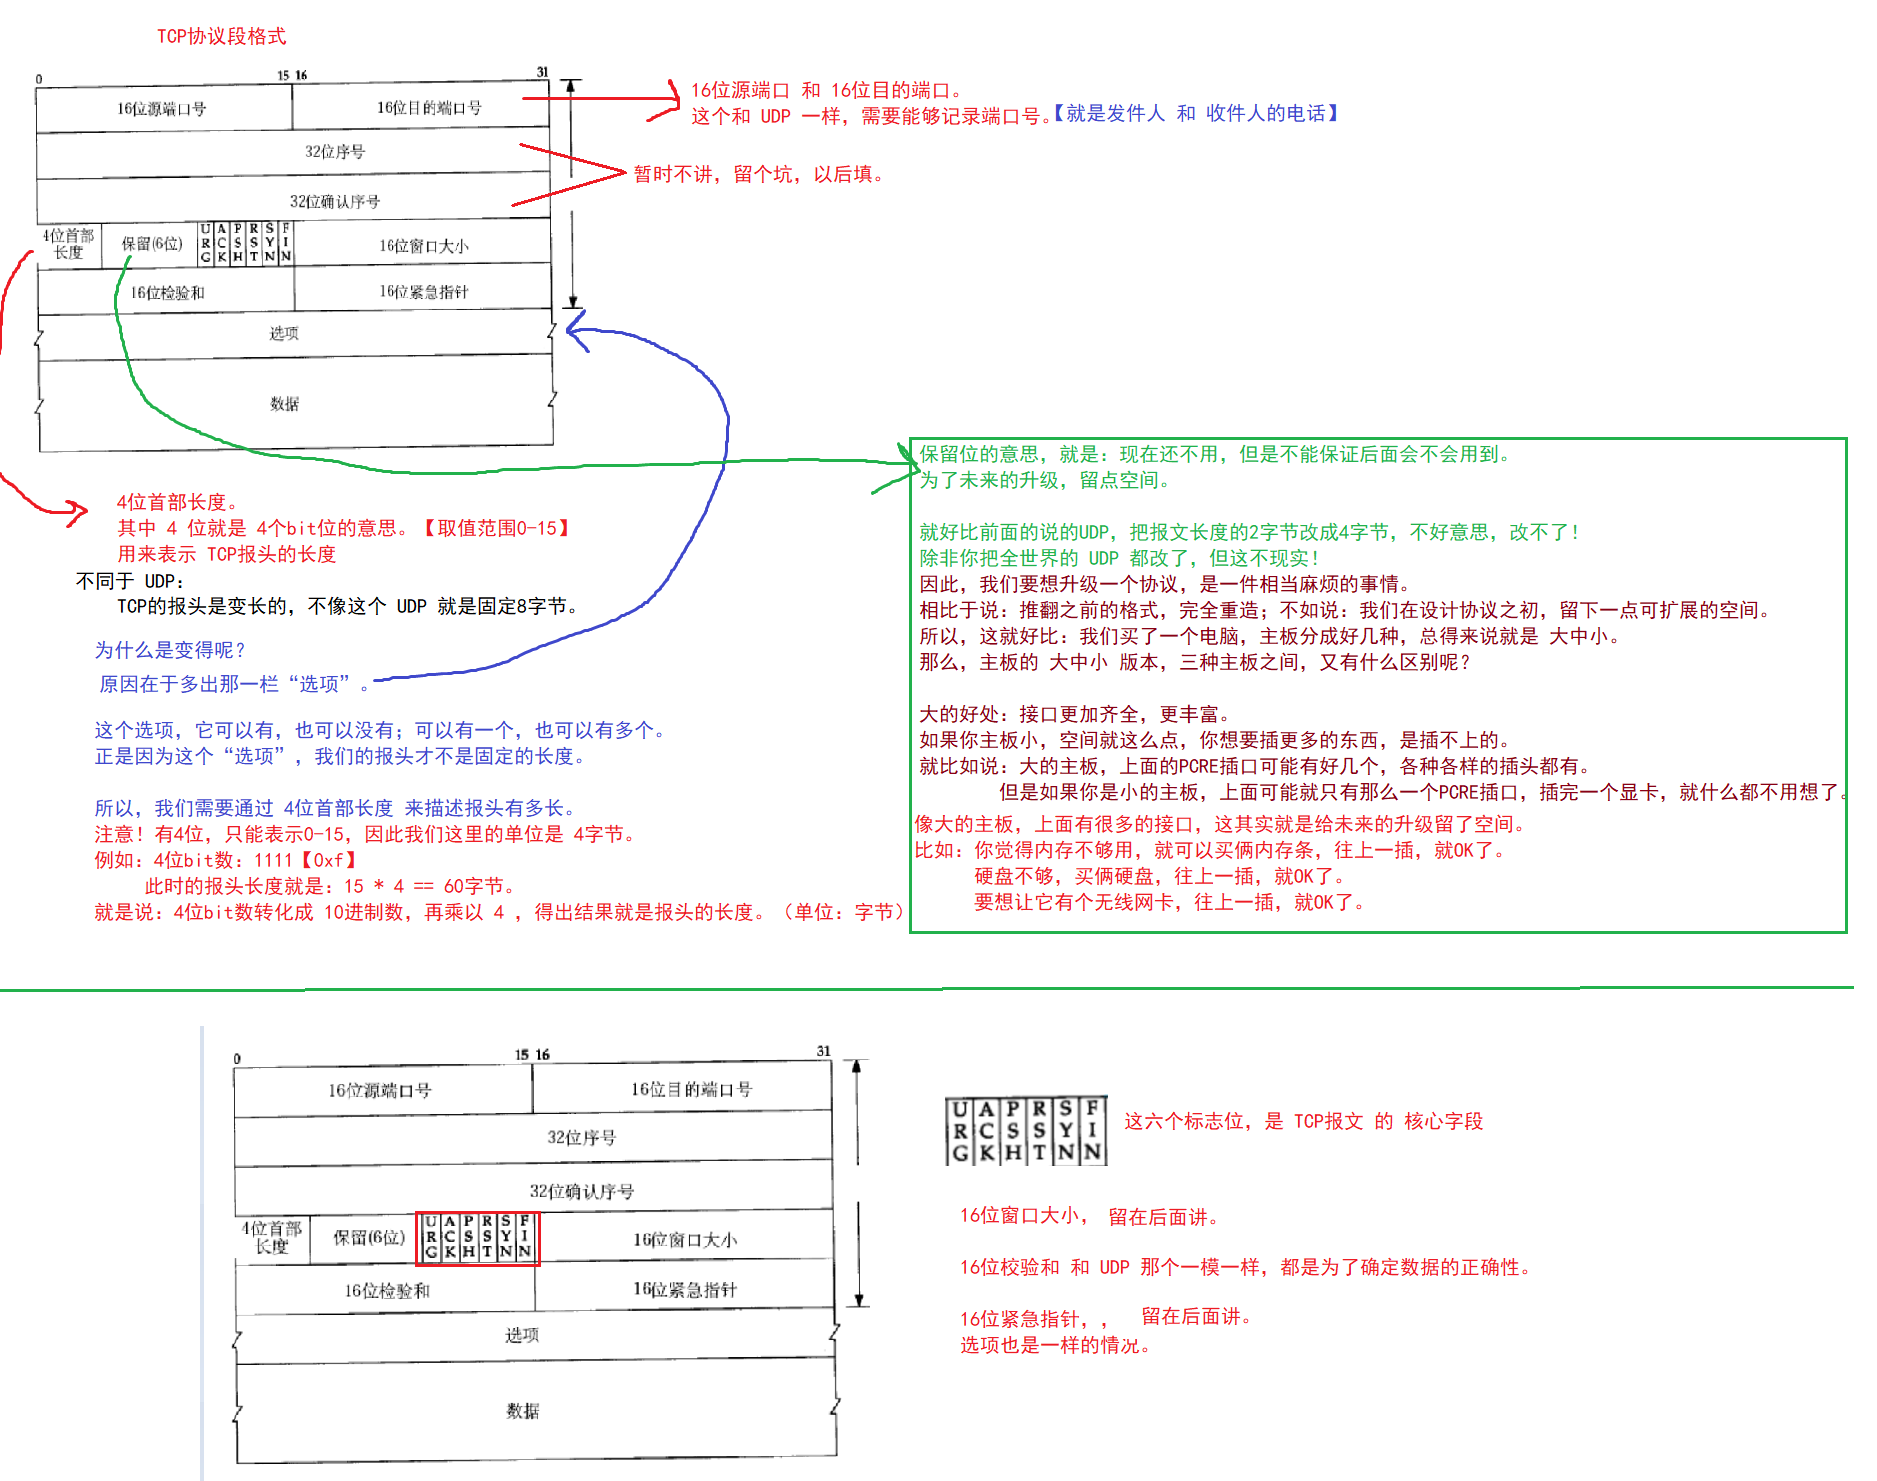 TCP协议段格式
0 15 16 31
16位源端口号 16位目的端口号
32位序号
32位确认序号
4位首部长度 保留(6位) URG ACK PSH RST SYN FIN 16位窗口大小
16位检验和 16位紧急指针
选项
数据
16位源端口 和 16位目的端口。
这个和 UDP 一样，需要能够记录端口号。【就是发件人 和 收件人的电话】
暂时不讲，留个坑，以后填。
4位首部长度。
其中 4 位就是 4个bit位的意思。【取值范围0-15】
用来表示 TCP报头的长度
不同于 UDP：
TCP的报头是变长的，不像这个 UDP 就是固定8字节。
为什么是变得呢？
原因在于多出那一栏“选项”。
这个选项，它可以有，也可以没有；可以有一个，也可以有多个。
正是因为这个“选项”，我们的报头才不是固定的长度。
所以，我们需要通过 4位首部长度 来描述报头有多长。
注意！有4位，只能表示0-15，因此我们这里的单位是 4字节。
例如：4位bit数：1111【0xf】
此时的报头长度就是：15 * 4 == 60字节。
就是说：4位bit数转化成 10进制数，再乘以 4 ，得出结果就是报头的长度。（单位：字节）
保留位的意思，就是：现在还不用，但是不能保证后面会不会用到。
为了未来的升级，留点空间。
就好比前面的说的UDP，把报文长度的2字节改成4字节，不好意思，改不了！
除非你把全世界的 UDP 都改了，但这不现实！
因此，我们要想升级一个协议，是一件相当麻烦的事情。
相比于说：推翻之前的格式，完全重造；不如说：我们在设计协议之初，留下一点可扩展的空间。
所以，这就好比：我们买了一个电脑，主板分成好几种，总得来说就是 大中小。
那么，主板的 大中小 版本，三种主板之间，又有什么区别呢？
大的好处：接口更加齐全，更丰富。
如果你主板小，空间就这么点，你想要插更多的东西，是插不上的。
就比如说：大的主板，上面的PCRE插口可能有好几个，各种各样的插头都有。
但是如果你是小的主板，上面可能就只有那么一个PCRE插口，插完一个显卡，就什么都不用想了。
像大的主板，上面有很多的接口，这其实就是给未来的升级留了空间。
比如：你觉得内存不够用，就可以买俩内存条，往上一插，就OK了。
硬盘不够，买俩硬盘，往上一插，就OK了。
要想让它有个无线网卡，往上一插，就OK了。
0 15 16 31
16位源端口号 16位目的端口号
32位序号
32位确认序号
4位首部长度 保留(6位) URG ACK PSH RST SYN FIN 16位窗口大小
16位检验和 16位紧急指针
选项
数据
URG ACK PSH RST SYN FIN 这六个标志位，是 TCP报文 的 核心字段
16位窗口大小， 留在后面讲。
16位校验和 和 UDP 那个一模一样，都是为了确定数据的正确性。
16位紧急指针，， 留在后面讲。
选项也是一样的情况。